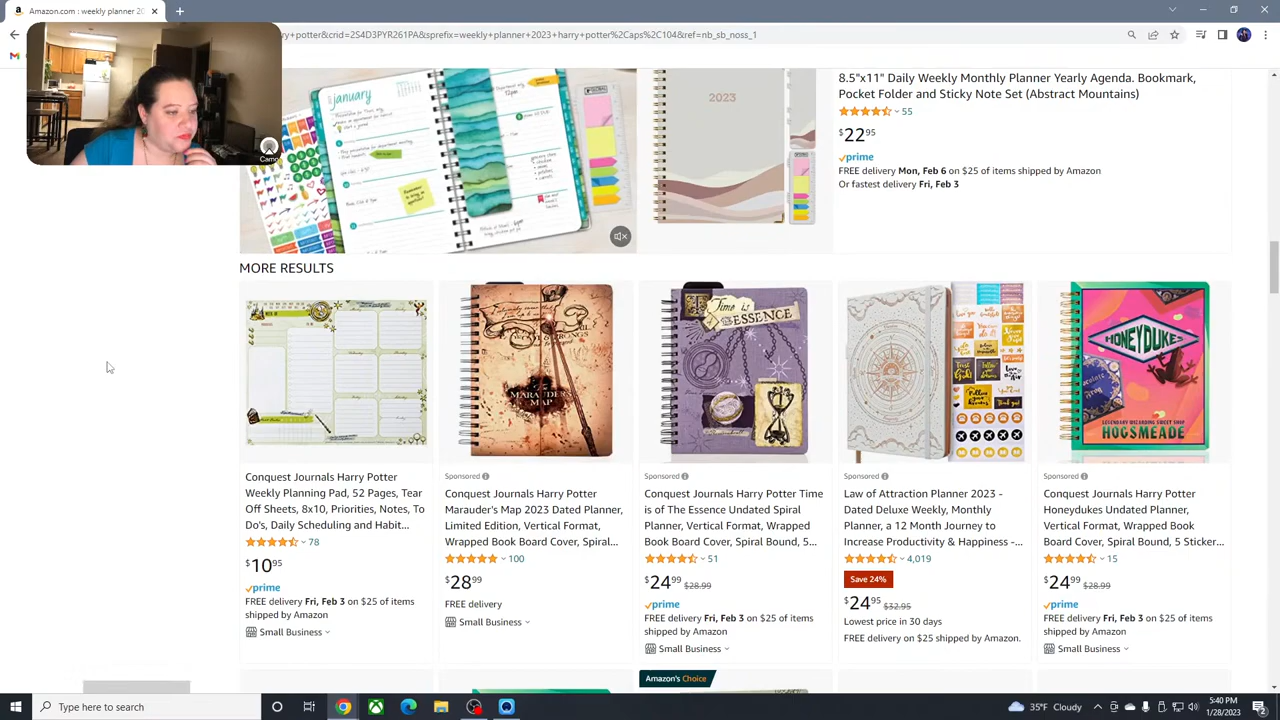 Amazon.com : weekly planner 20
ry+potter&crid=2S4D3PYR261PA&sprefix=weekly+planner+2023+harry+potter%2Caps%2C104&ref=nb_sb_noss_1
Camo
January
2023
8.5"x11" Daily Weekly Monthly Planner Yearly Agenda. Bookmark,
Pocket Folder and Sticky Note Set (Abstract Mountains)
55
$22 95
prime
FREE delivery Mon, Feb 6 on $25 of items shipped by Amazon
Or fastest delivery Fri, Feb 3
MORE RESULTS
MARAUDER'S
MAP
Time is
ESSENCE
HONEYDUKE
HOGSMEADE
Conquest Journals Harry Potter
Weekly Planning Pad, 52 Pages, Tear
Off Sheets, 8x10, Priorities, Notes, To
Do's, Daily Scheduling and Habit...
78
$10 95
prime
FREE delivery Fri, Feb 3 on $25 of items
shipped by Amazon
Small Business
Sponsored
Conquest Journals Harry Potter
Marauder's Map 2023 Dated Planner,
Limited Edition, Vertical Format,
Wrapped Book Board Cover, Spiral...
100
$28 99
FREE delivery
Small Business
Sponsored
Conquest Journals Harry Potter Time
is of The Essence Undated Spiral
Planner, Vertical Format, Wrapped
Book Board Cover, Spiral Bound, 5...
51
$24 99 $28.99
prime
FREE delivery Fri, Feb 3 on $25 of items
shipped by Amazon
Small Business
Sponsored
Law of Attraction Planner 2023 -
Dated Deluxe Weekly, Monthly
Planner, a 12 Month Journey to
Increase Productivity & Happiness -...
4,019
Save 24%
$24 95 $32.95
Lowest price in 30 days
FREE delivery on $25 shipped by Amazon.
Sponsored
Conquest Journals Harry Potter
Honeydukes Undated Planner,
Vertical Format, Wrapped Book
Board Cover, Spiral Bound, 5 Sticker...
15
$24 99 $28.99
prime
FREE delivery Fri, Feb 3 on $25 of items
shipped by Amazon
Small Business
Amazon's Choice
Type here to search
35°F Cloudy
5:40 PM
1/28/2023
2